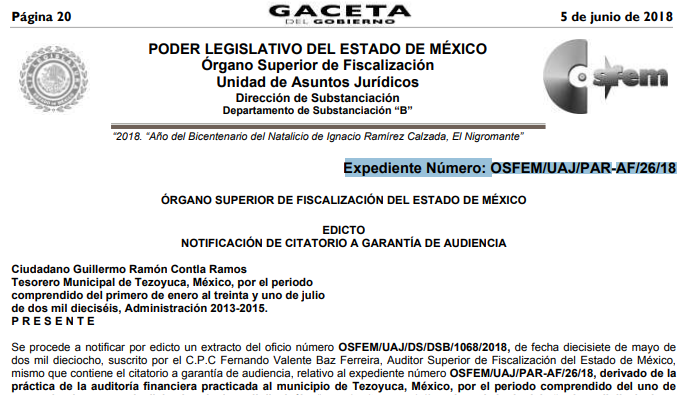 Página 20
GACETA
DEL GOBIERNO
5 de junio de 2018
PODER LEGISLATIVO DEL ESTADO DE MÉXICO
Órgano Superior de Fiscalización
Unidad de Asuntos Jurídicos
Dirección de Substanciación
Departamento de Substanciación “B”
osfem
“2018. “Año del Bicentenario del Natalicio de Ignacio Ramírez Calzada, El Nigromante”
Expediente Número: OSFEM/UAJ/PAR-AF/26/18
ÓRGANO SUPERIOR DE FISCALIZACIÓN DEL ESTADO DE MÉXICO
EDICTO
NOTIFICACIÓN DE CITATORIO A GARANTÍA DE AUDIENCIA
Ciudadano Guillermo Ramón Contla Ramos
Tesorero Municipal de Tezoyuca, México, por el periodo
comprendido del primero de enero al treinta y uno de julio
de dos mil dieciséis, Administración 2013-2015.
P R E S E N T E
Se procede a notificar por edicto un extracto del oficio número OSFEM/UAJ/DS/DSB/1068/2018, de fecha diecisiete de mayo de
dos mil dieciocho, suscrito por el C.P.C Fernando Valente Baz Ferreira, Auditor Superior de Fiscalización del Estado de México,
mismo que contiene el citatorio a garantía de audiencia, relativo al expediente número OSFEM/UAJ/PAR-AF/26/18, derivado de la
práctica de la auditoría financiera practicada al municipio de Tezoyuca, México, por el periodo comprendido del uno de